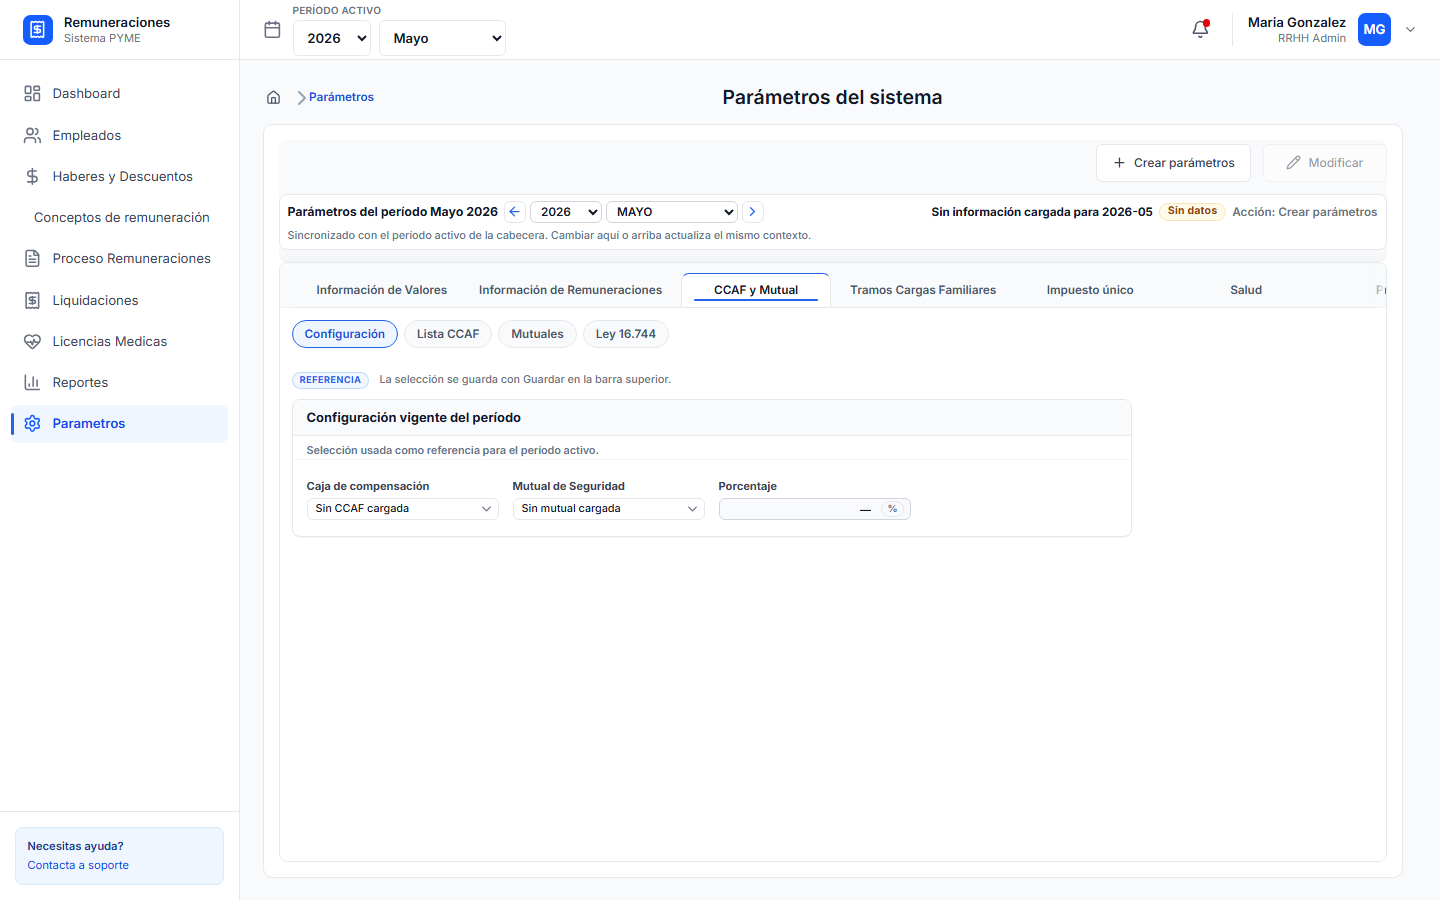 Remuneraciones
Sistema PYME
PERÍODO ACTIVO
2026
Mayo
Maria Gonzalez
RRHH Admin
MG
Dashboard
Empleados
Haberes y Descuentos
Conceptos de remuneración
Proceso Remuneraciones
Liquidaciones
Licencias Medicas
Reportes
Parametros
Necesitas ayuda?
Contacta a soporte
Parámetros
Parámetros del sistema
Crear parámetros
Modificar
Parámetros del período Mayo 2026
2026
MAYO
Sin información cargada para 2026-05
Sin datos
Acción: Crear parámetros
Sincronizado con el período activo de la cabecera. Cambiar aquí o arriba actualiza el mismo contexto.
Información de Valores
Información de Remuneraciones
CCAF y Mutual
Tramos Cargas Familiares
Impuesto único
Salud
Configuración
Lista CCAF
Mutuales
Ley 16.744
REFERENCIA
La selección se guarda con Guardar en la barra superior.
Configuración vigente del período
Selección usada como referencia para el periodo activo.
Caja de compensación
Mutual de Seguridad
Porcentaje
Sin CCAF cargada
Sin mutual cargada
— %